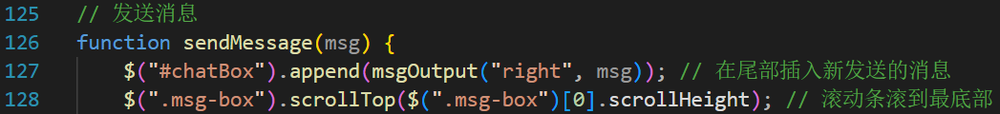 125 // 发送消息
126 function sendMessage(msg) {
127 $("#chatBox").append(msgOutput("right", msg)); // 在尾部插入新发送的消息
128 $(".msg-box").scrollTop($(".msg-box")[0].scrollHeight); // 滚动条滚到最底部